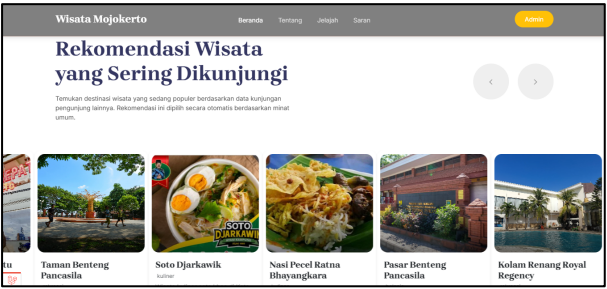 Wisata Mojokerto
Beranda Tentang Jelajah Saran
Admin
Rekomendasi Wisata
yang Sering Dikunjungi
Temukan destinasi wisata yang sedang populer berdasarkan data kunjungan
pengunjung lainnya. Rekomendasi ini dipilih secara otomatis berdasarkan minat
umum.
SOTO
DJARKAWIK
tu
Taman Benteng
Pancasila
Soto Djarkawik
kuliner
Nasi Pecel Ratna
Bhayangkara
Pasar Benteng
Pancasila
Kolam Renang Royal
Regency